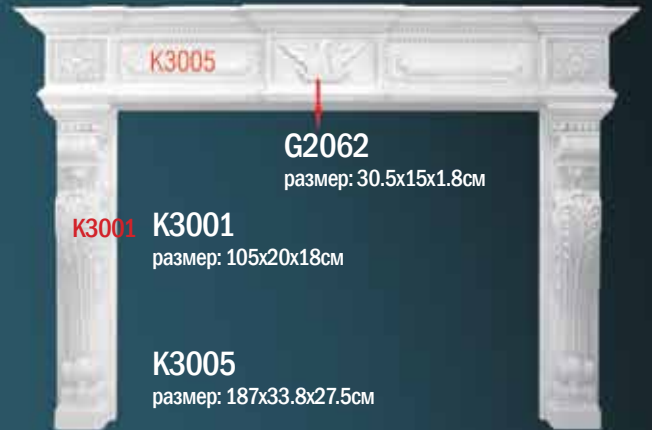 K3005
G2062
размер: 30.5x15x1.8см
K3001 K3001
размер: 105x20x18см
K3005
размер: 187x33.8x27.5см